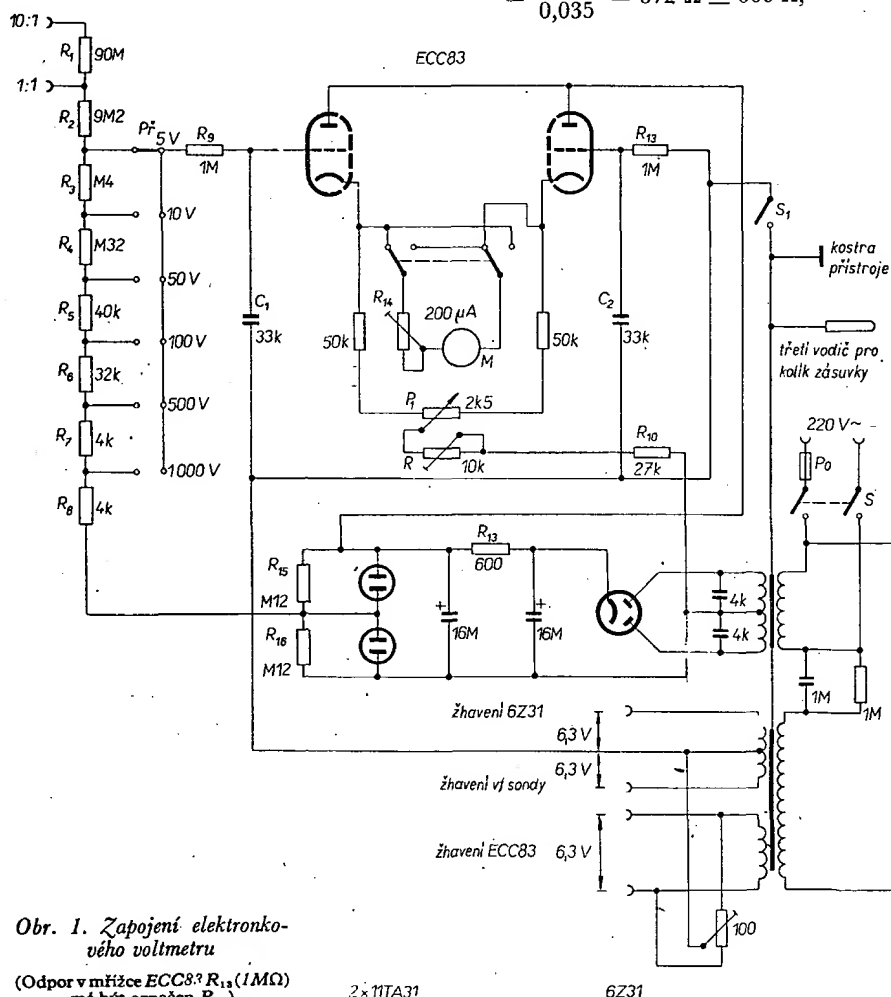 0,035
10:1
R1 90M
ECC83
1:1
R2 9M2
Př
5 V
R9
1M
R13
1M
R3 M4
10 V
S1
R4 M32
kostra
přístroje
50 V
R5 40k
R14
200 µA
M
C1
33k
C2
33k
50k
50k
třetí vodič pro
kolík zásuvky
100 V
R6 32k
P1 2k5
500 V
220 V~
R7 4k
R 10k
R10
27k
Po
1000 V
S
R8 4k
R13
600
R15
M12
4k
R16
M12
16M
16M
4k
1M
1M
žhavení 6Z31
6,3 V
6,3 V
žhavení vf sondy
žhavení ECC83
6,3 V
100
Obr. 1. Zapojení elektronko-
vého voltmetru
(Odpor v mřížce ECC83 R13 (1MΩ)
2×11TA31
6Z31